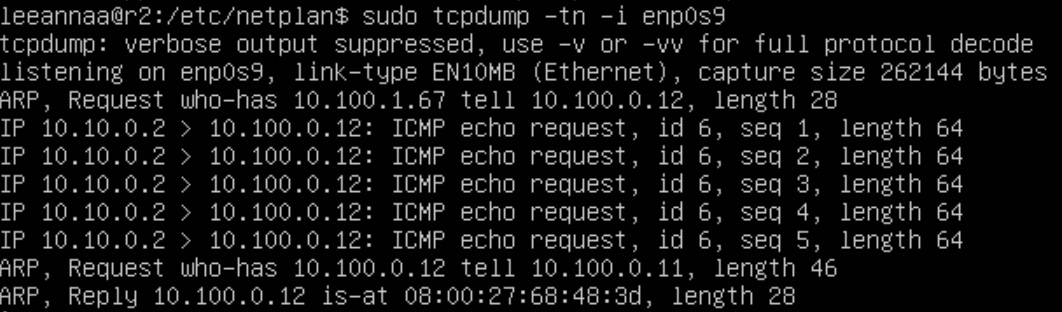 leeannaa@r2:/etc/netplan$ sudo tcpdump -tn -i enp0s9
tcpdump: verbose output suppressed, use -v or -vv for full protocol decode
listening on enp0s9, link-type EN10MB (Ethernet), capture size 262144 bytes
ARP, Request who-has 10.100.1.67 tell 10.100.0.12, length 28
IP 10.10.0.2 > 10.100.0.12: ICMP echo request, id 6, seq 1, length 64
IP 10.10.0.2 > 10.100.0.12: ICMP echo request, id 6, seq 2, length 64
IP 10.10.0.2 > 10.100.0.12: ICMP echo request, id 6, seq 3, length 64
IP 10.10.0.2 > 10.100.0.12: ICMP echo request, id 6, seq 4, length 64
IP 10.10.0.2 > 10.100.0.12: ICMP echo request, id 6, seq 5, length 64
ARP, Request who-has 10.100.0.12 tell 10.100.0.11, length 46
ARP, Reply 10.100.0.12 is-at 08:00:27:68:48:3d, length 28